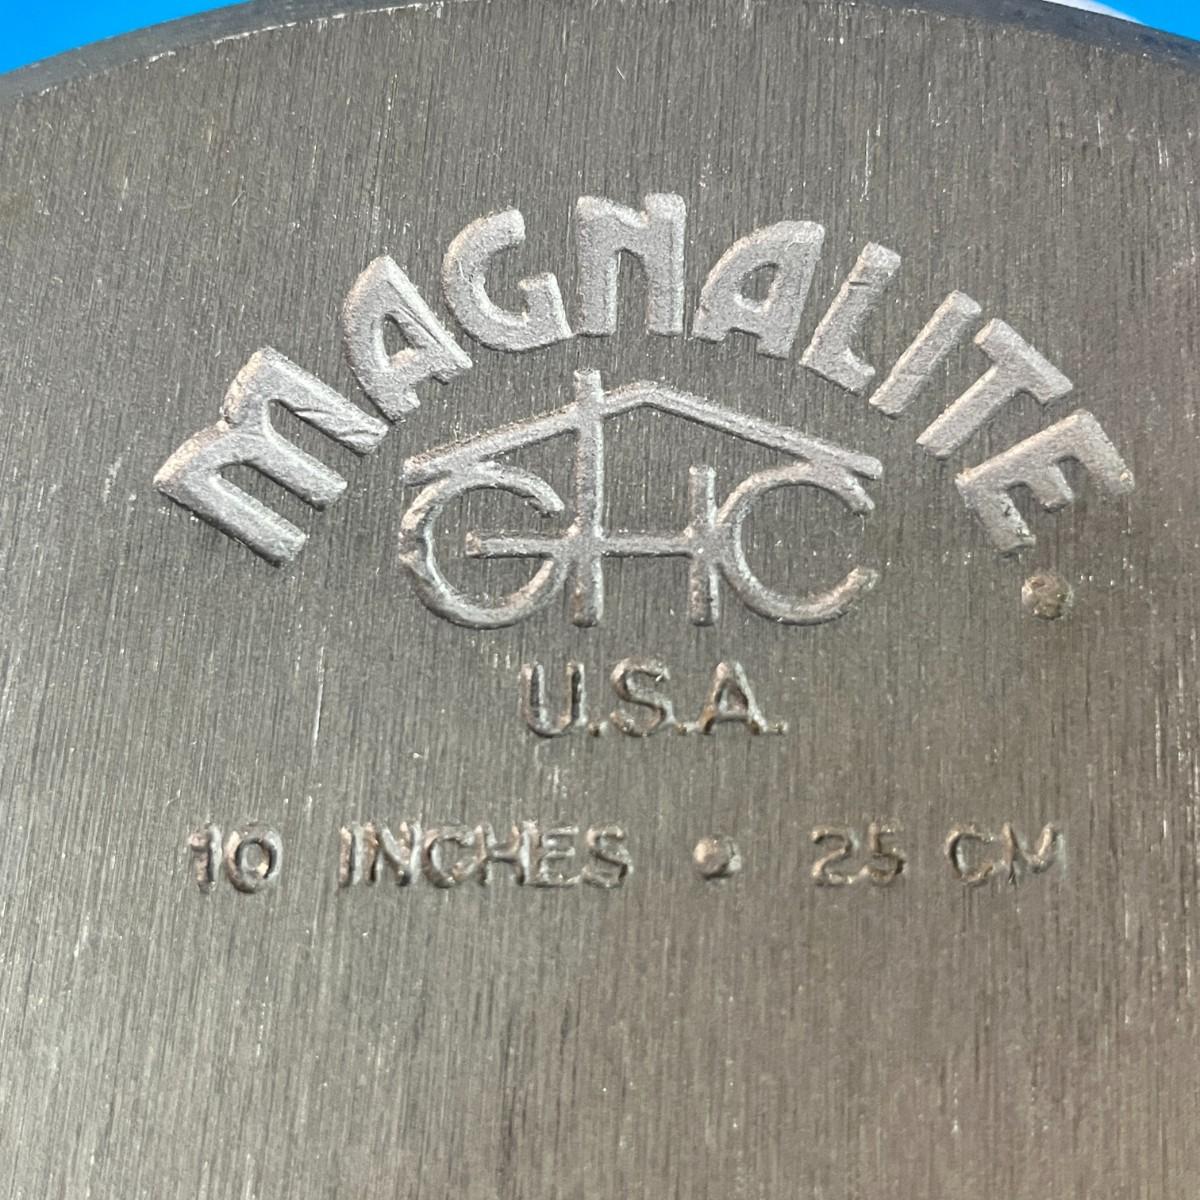 MAGNALITE
GHC
U.S.A.
10 INCHES • 25 CM